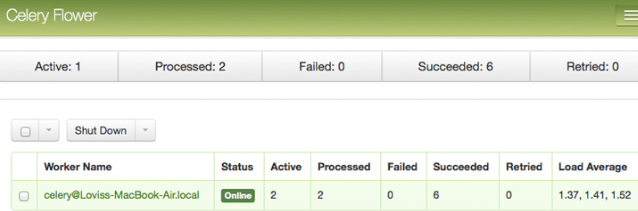 Celery Flower
Active: 1 Processed: 2 Failed: 0 Succeeded: 6 Retried: 0
Shut Down
Worker Name Status Active Processed Failed Succeeded Retried Load Average
celery@Loviss-MacBook-Air.local Online 2 2 0 6 0 1.37, 1.41, 1.52